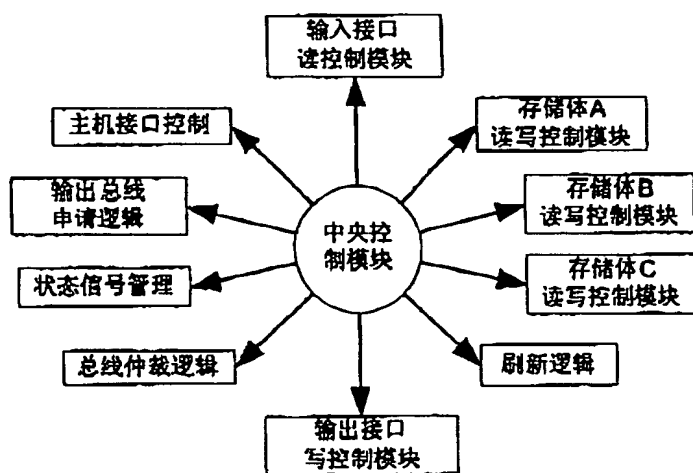 输入接口
读控制模块
主机接口控制
存储体A
读写控制模块
输出总线
申请逻辑
存储体B
读写控制模块
中央控
制模块
状态信号管理
存储体C
读写控制模块
总线仲裁逻辑
刷新逻辑
输出接口
写控制模块